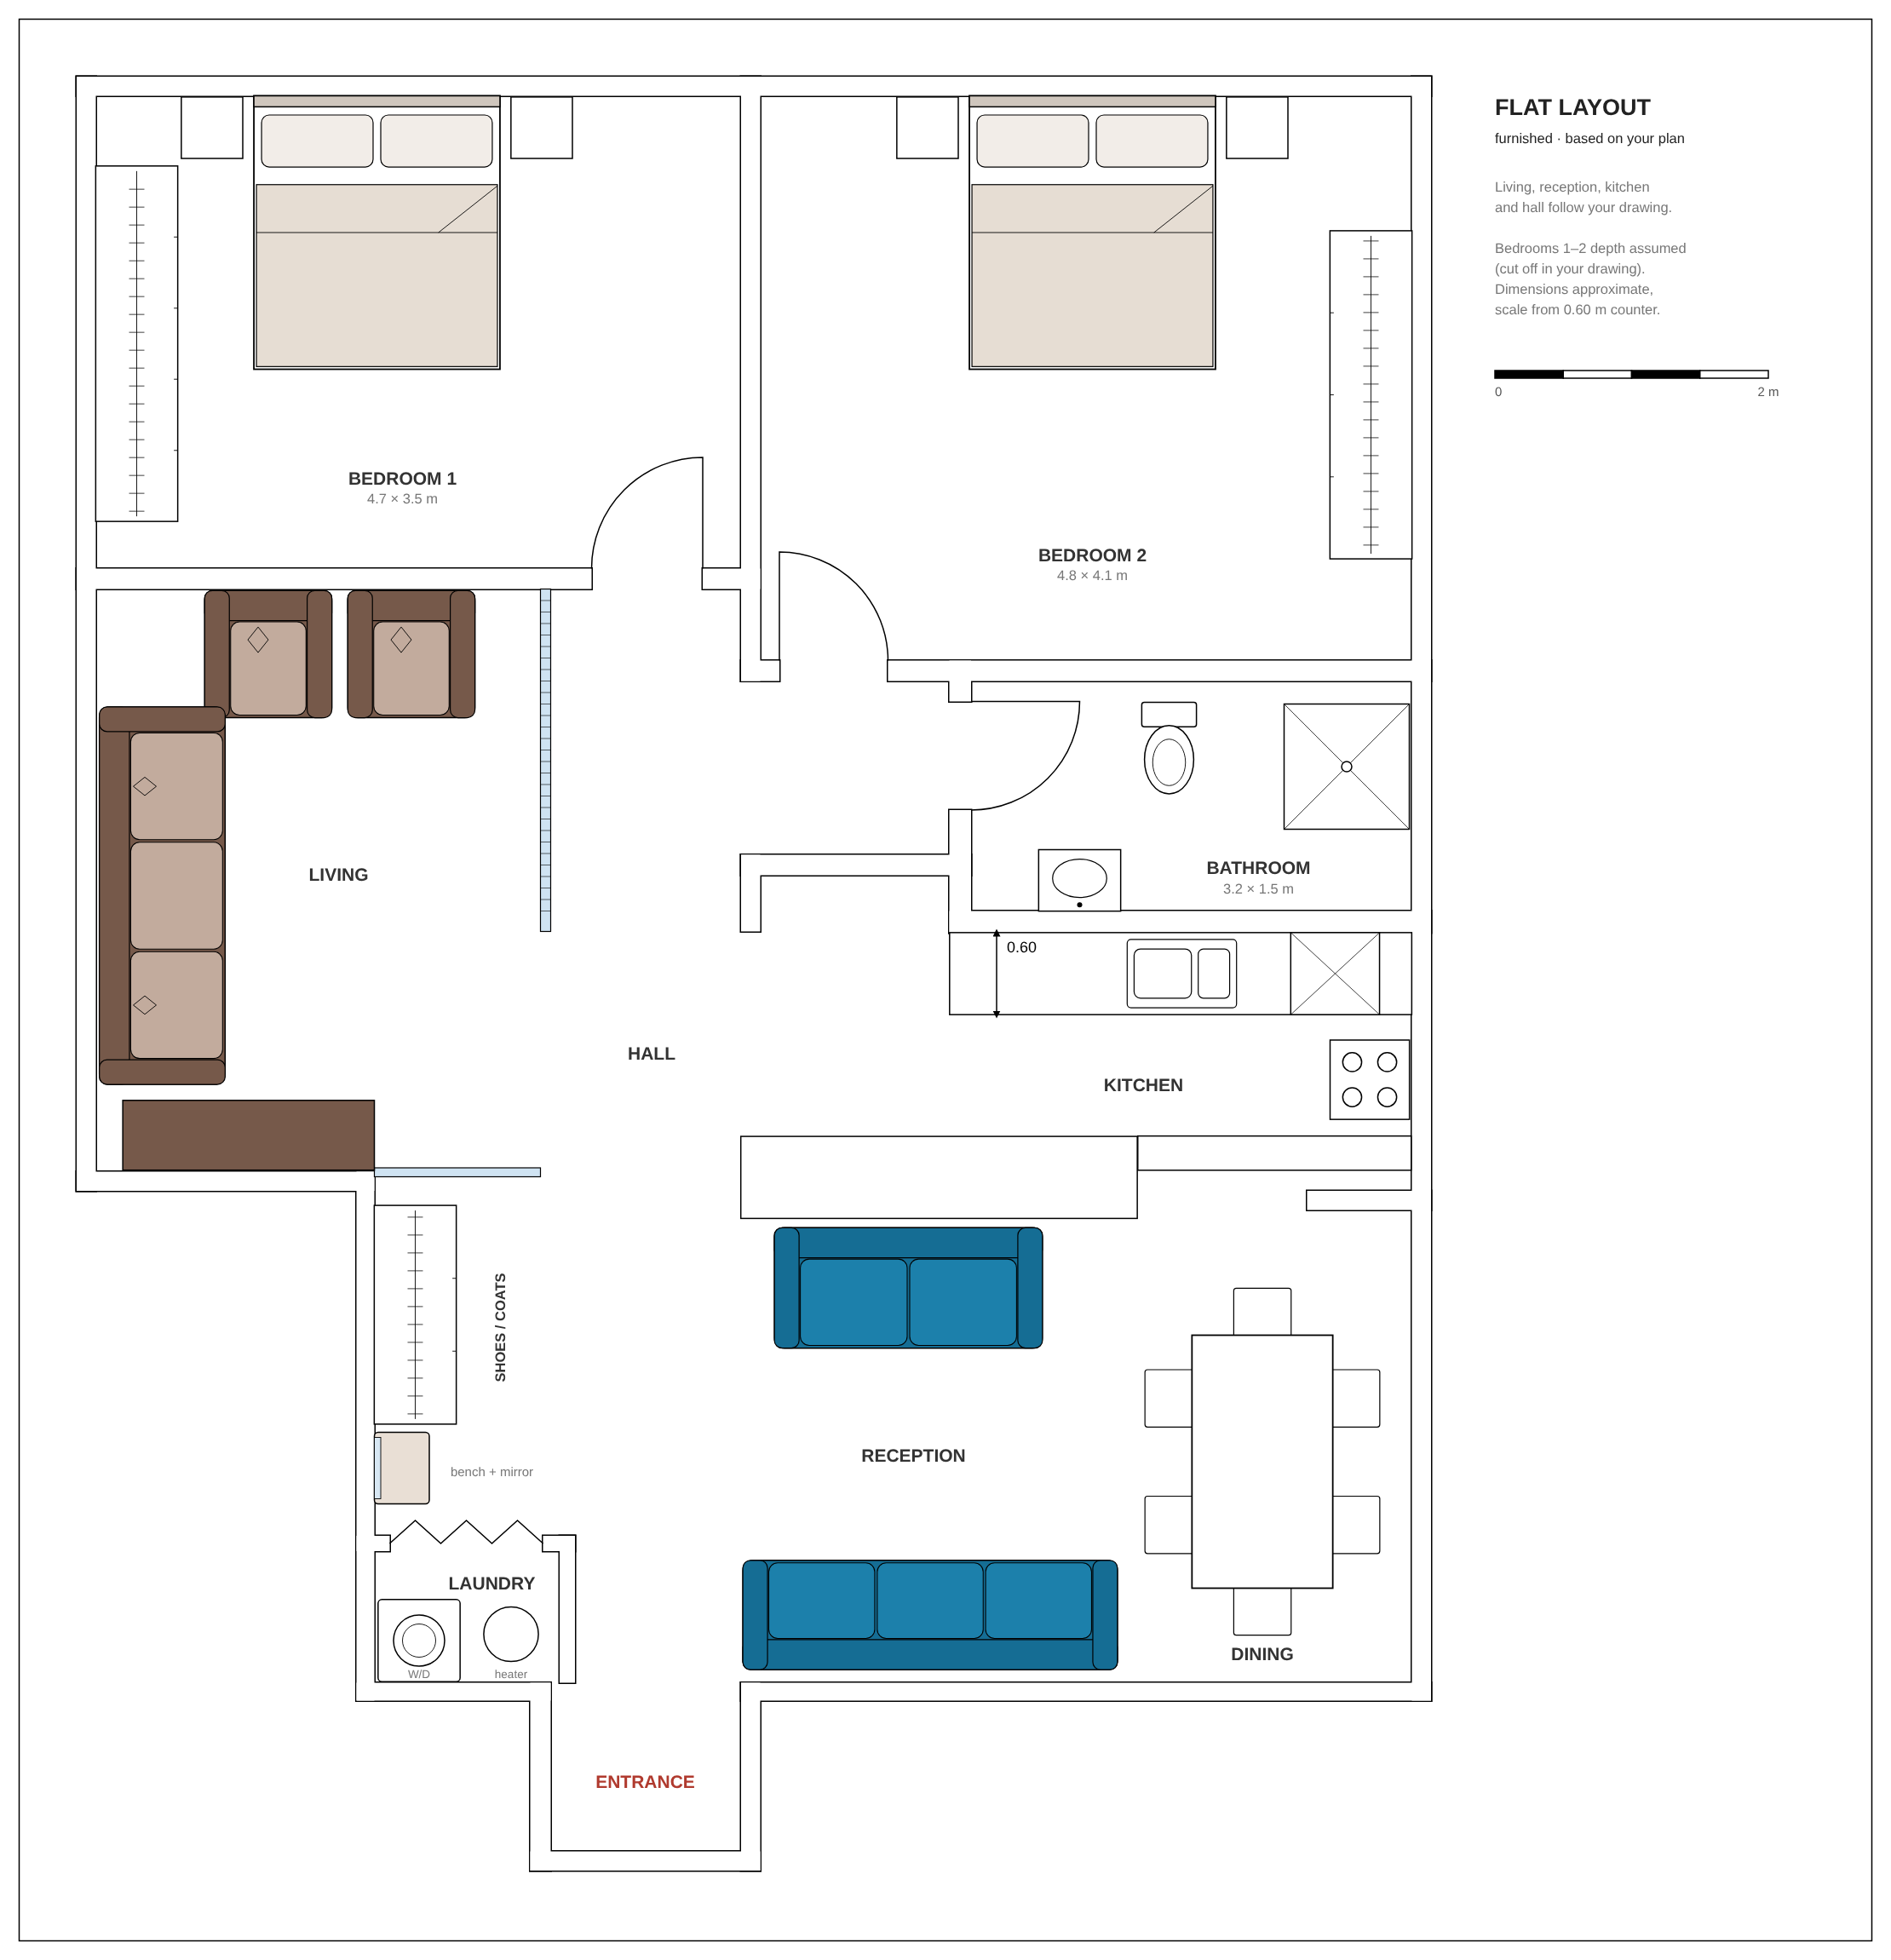 FLAT LAYOUT
furnished · based on your plan
Living, reception, kitchen
and hall follow your drawing.
Bedrooms 1–2 depth assumed
(cut off in your drawing).
Dimensions approximate,
scale from 0.60 m counter.
0
2 m
BEDROOM 1
4.7 × 3.5 m
BEDROOM 2
4.8 × 4.1 m
LIVING
BATHROOM
3.2 × 1.5 m
0.60
HALL
KITCHEN
SHOES / COATS
RECEPTION
bench + mirror
LAUNDRY
W/D
heater
DINING
ENTRANCE